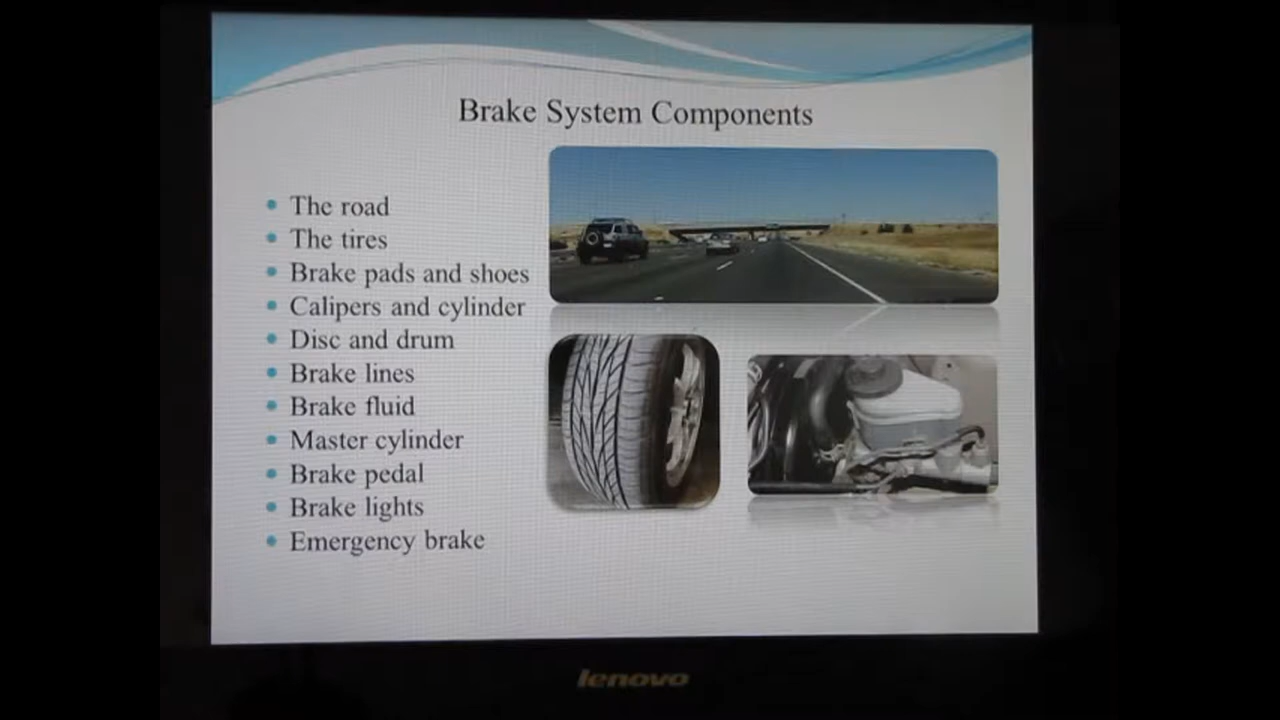 Brake System Components
The road
The tires
Brake pads and shoes
Calipers and cylinder
Disc and drum
Brake lines
Brake fluid
Master cylinder
Brake pedal
Brake lights
Emergency brake
lenovo